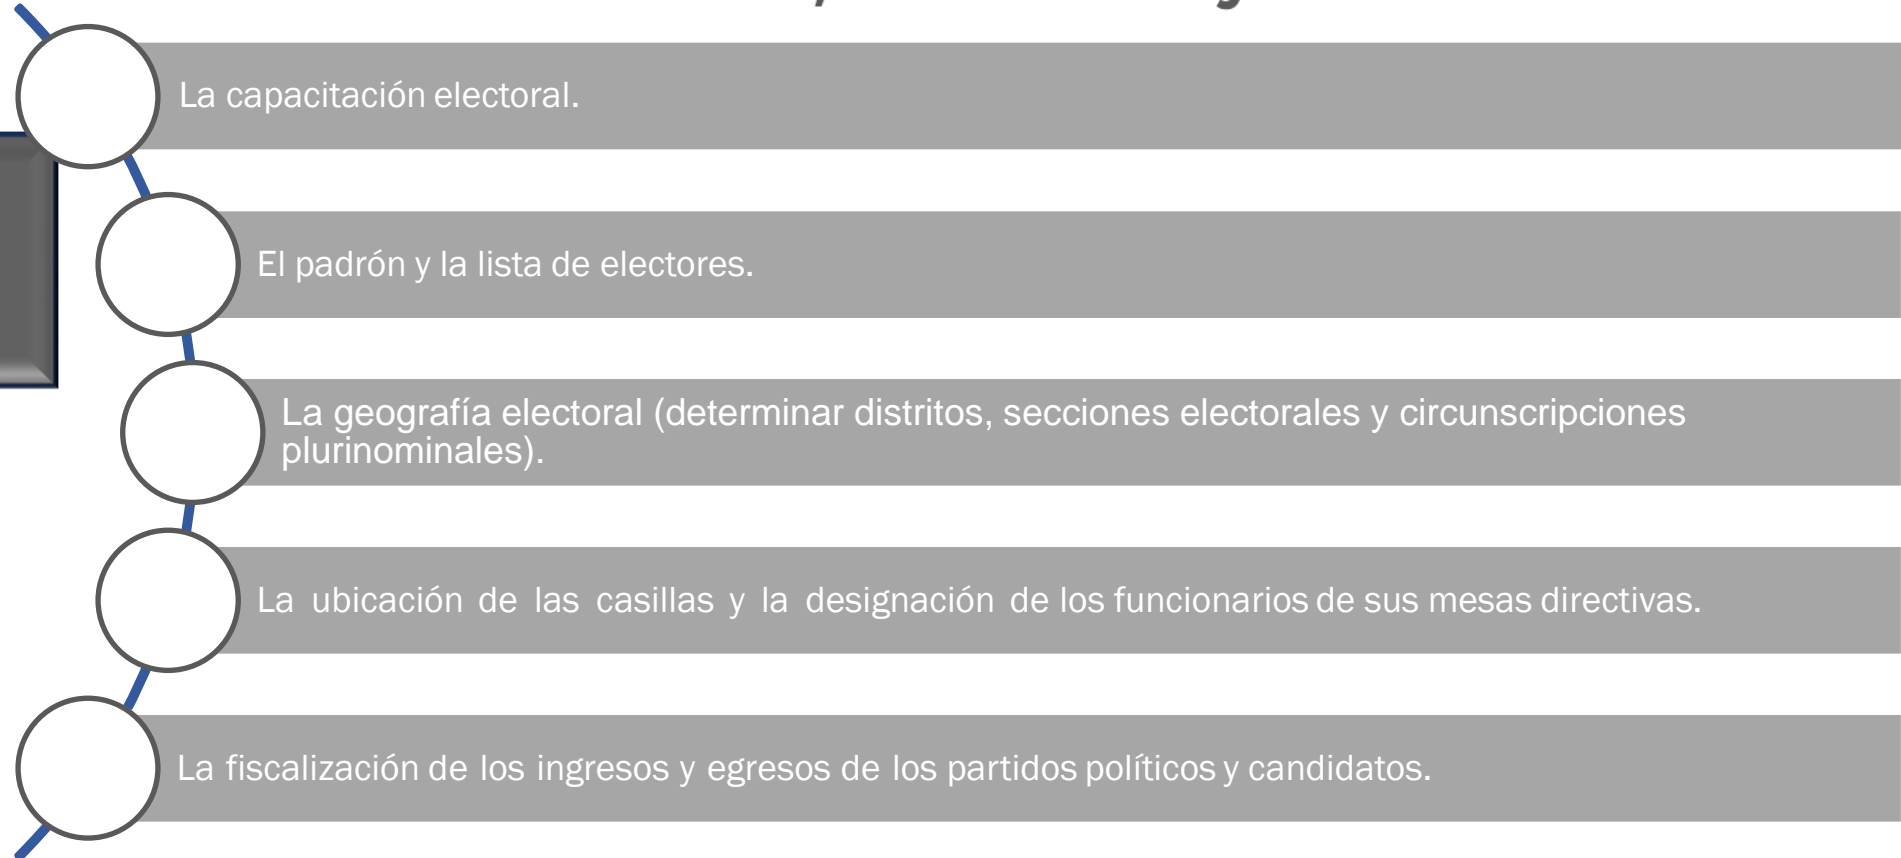 La capacitación electoral.
El padrón y la lista de electores.
La geografía electoral (determinar distritos, secciones electorales y circunscripciones
plurinominales).
La ubicación de las casillas y la designación de los funcionarios de sus mesas directivas.
La fiscalización de los ingresos y egresos de los partidos políticos y candidatos.